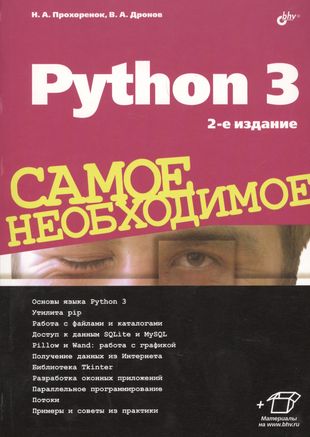 bhv
Н. А. Прохоренок, В. А. Дронов
Python 3
2-е издание
САМОЕ
НЕОБХОДИМОЕ
Основы языка Python 3
Утилита pip
Работа с файлами и каталогами
Доступ к данным SQLite и MySQL
Pillow и Wand: работа с графикой
Получение данных из Интернета
Библиотека Tkinter
Разработка оконных приложений
Параллельное программирование
Потоки
Примеры и советы из практики
+
Материалы
на www.bhv.ru